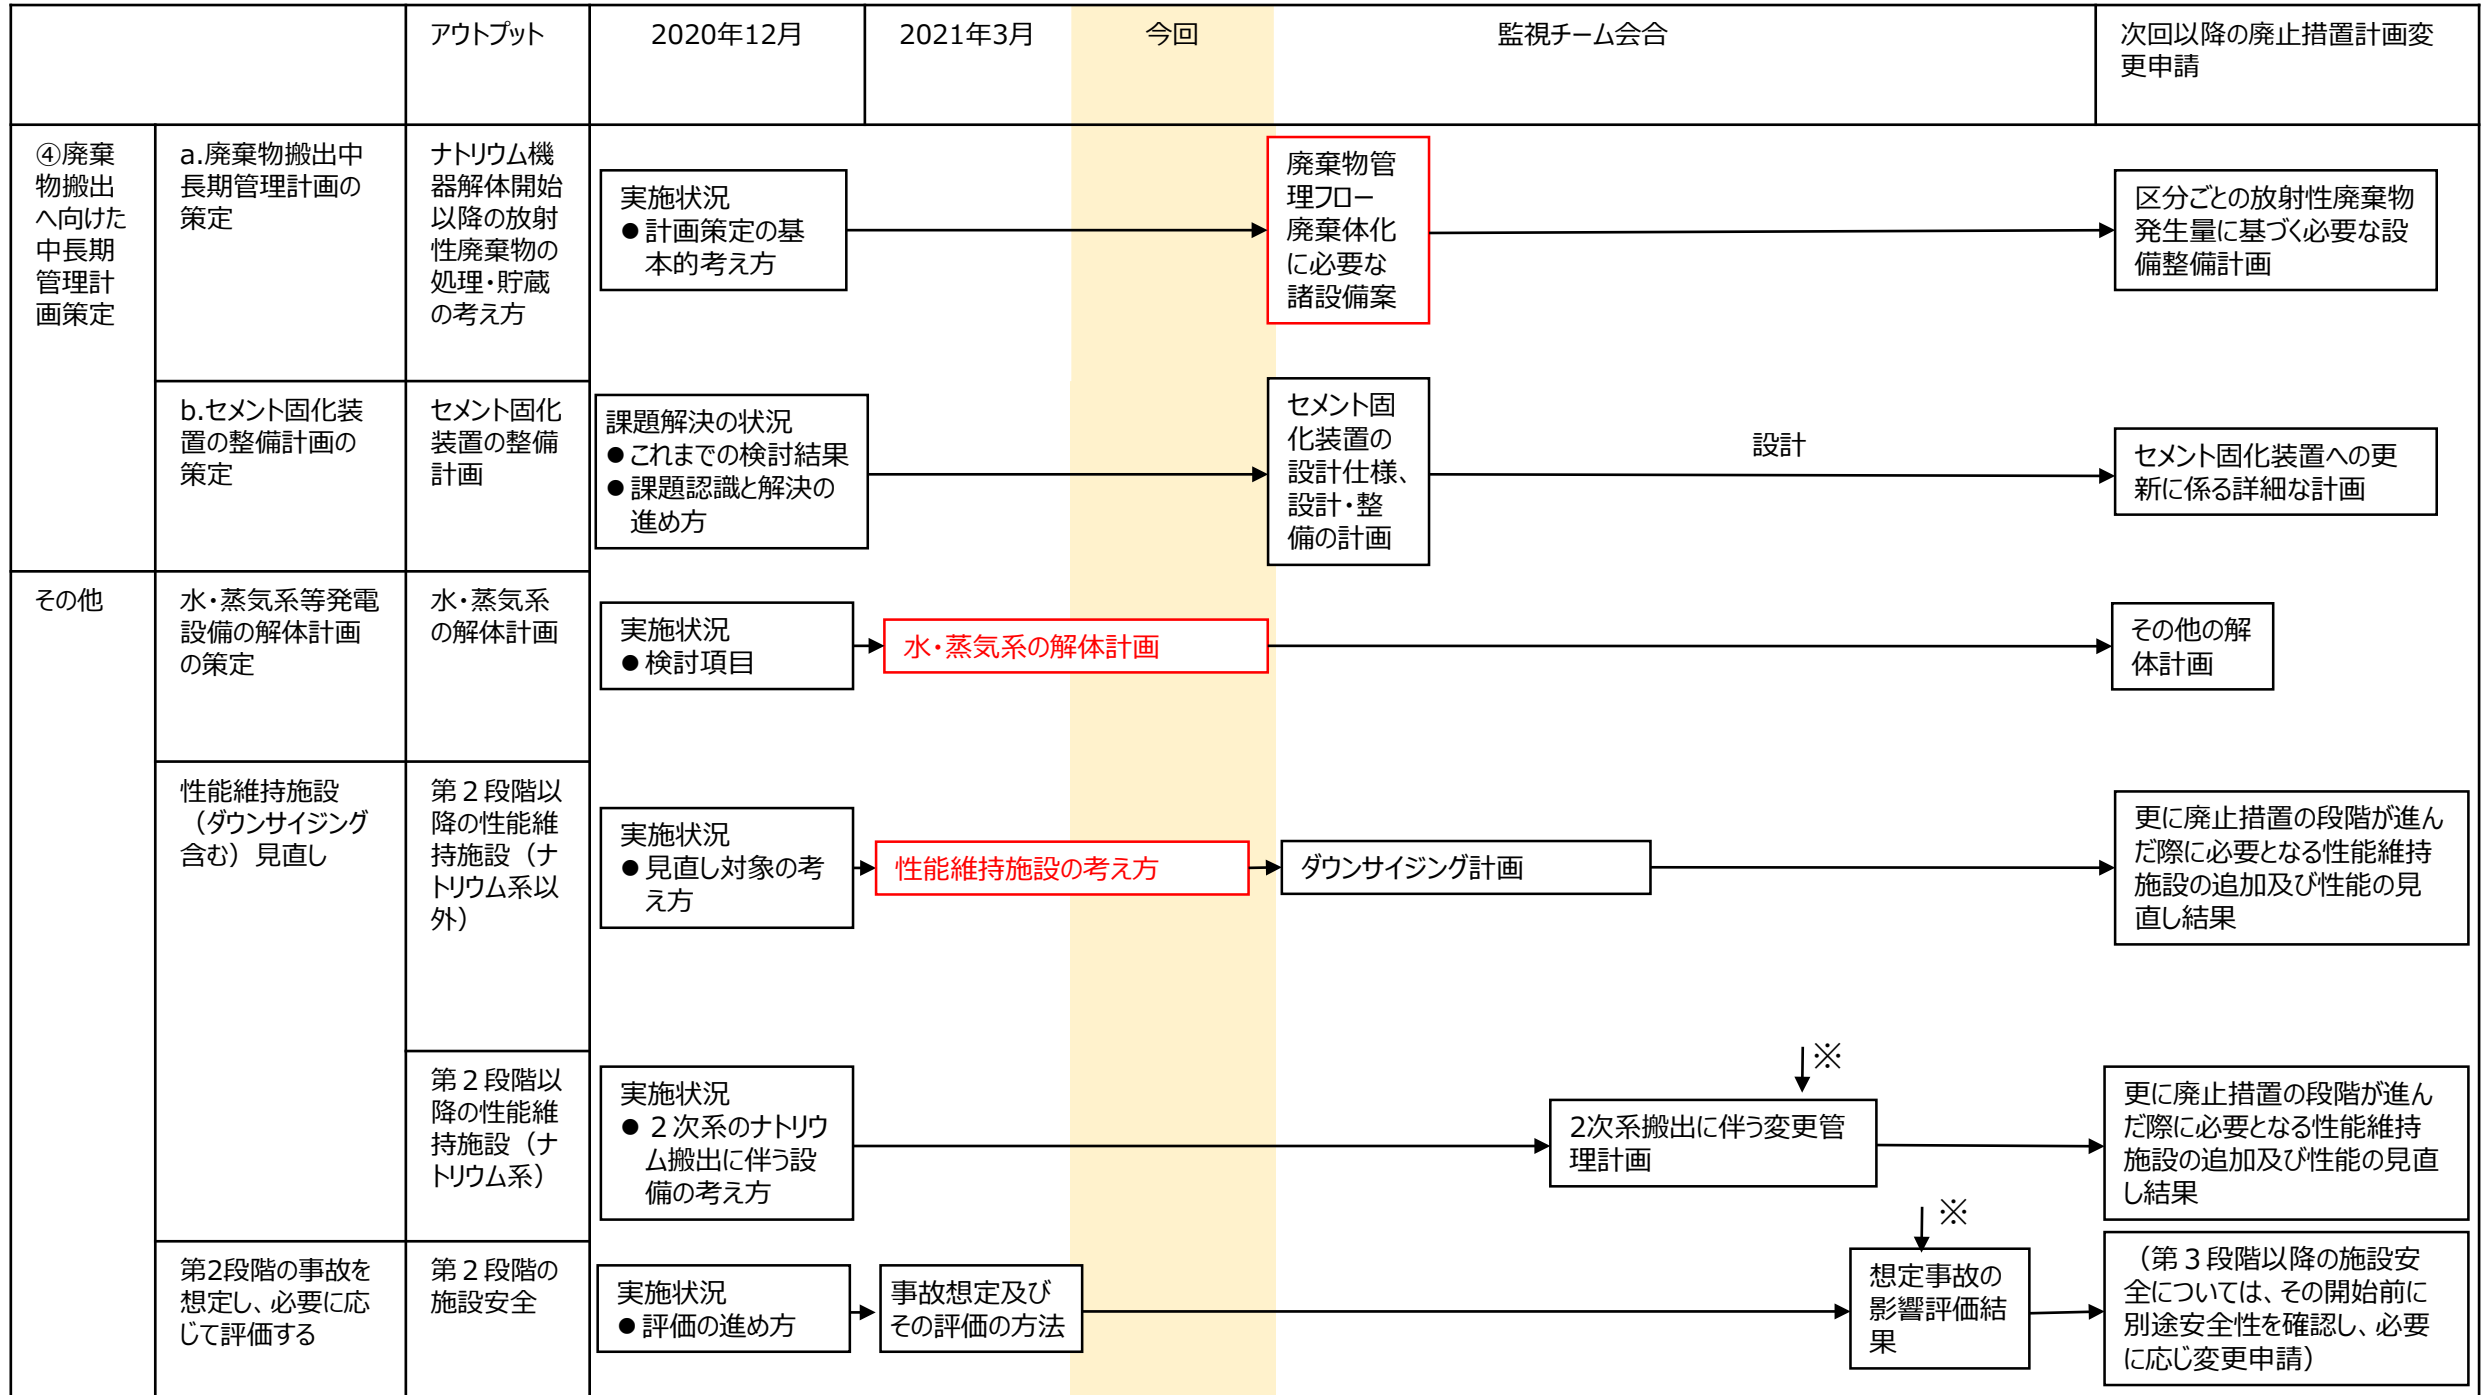 アウトプット
2020年12月
2021年3月
今回
監視チーム会合
次回以降の廃止措置計画変
更申請
④廃棄
物搬出
へ向けた
中長期
管理計
画策定
a.廃棄物搬出中
長期管理計画の
策定
ナトリウム機
器解体開始
以降の放射
性廃棄物の
処理・貯蔵
の考え方
実施状況
●計画策定の基
本的考え方
廃棄物管
理フロー
廃棄体化
に必要な
諸設備案
区分ごとの放射性廃棄物
発生量に基づく必要な設
備整備計画
b.セメント固化装
置の整備計画の
策定
セメント固化
装置の整備
計画
課題解決の状況
●これまでの検討結果
●課題認識と解決の
進め方
セメント固
化装置の
設計仕様、
設計・整
備の計画
設計
セメント固化装置への更
新に係る詳細な計画
その他
水・蒸気系等発電
設備の解体計画
の策定
水・蒸気系
の解体計画
実施状況
●検討項目
水・蒸気系の解体計画
その他の解
体計画
性能維持施設
（ダウンサイジング
含む）見直し
第２段階以
降の性能維
持施設（ナ
トリウム系以
外）
実施状況
●見直し対象の考
え方
性能維持施設の考え方
ダウンサイジング計画
更に廃止措置の段階が進ん
だ際に必要となる性能維持
施設の追加及び性能の見
直し結果
第２段階以
降の性能維
持施設（ナ
トリウム系）
実施状況
●２次系のナトリウ
ム搬出に伴う設
備の考え方
※
2次系搬出に伴う変更管
理計画
更に廃止措置の段階が進ん
だ際に必要となる性能維持
施設の追加及び性能の見直
し結果
第2段階の事故を
想定し、必要に応
じて評価する
第２段階の
施設安全
実施状況
●評価の進め方
事故想定及び
その評価の方法
※
想定事故の
影響評価結
果
（第３段階以降の施設安
全については、その開始前に
別途安全性を確認し、必要
に応じ変更申請）